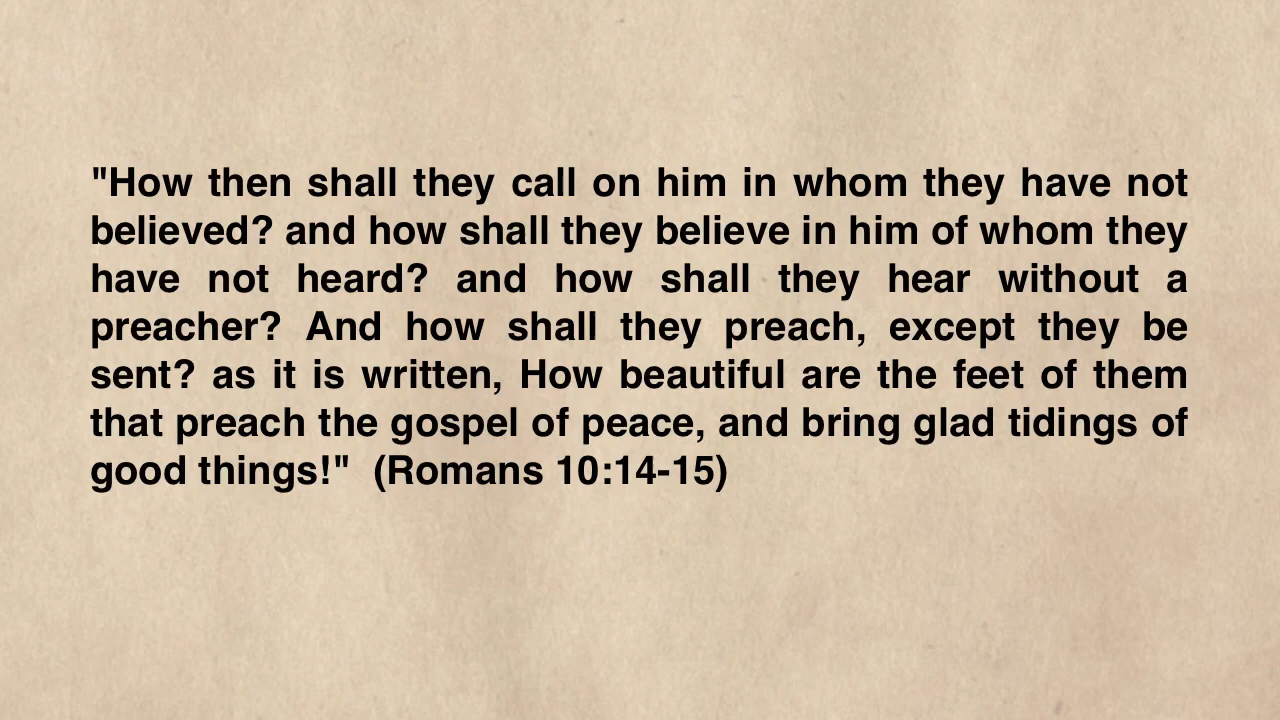 "How then shall they call on him in whom they have not
believed? and how shall they believe in him of whom they
have not heard? and how shall they hear without a
preacher? And how shall they preach, except they be
sent? as it is written, How beautiful are the feet of them
that preach the gospel of peace, and bring glad tidings of
good things!"  (Romans 10:14-15)